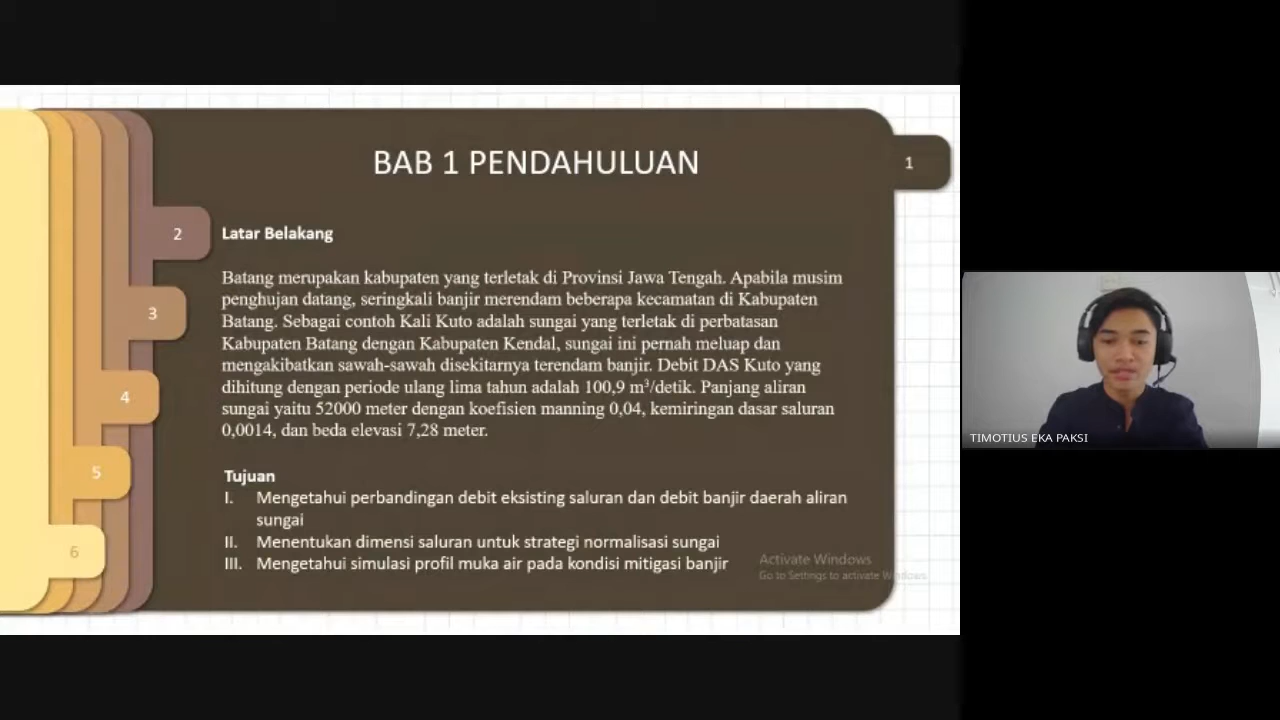 BAB 1 PENDAHULUAN
1
2
Latar Belakang
Batang merupakan kabupaten yang terletak di Provinsi Jawa Tengah. Apabila musim
penghujan datang, seringkali banjir merendam beberapa kecamatan di Kabupaten
Batang. Sebagai contoh Kali Kuto adalah sungai yang terletak di perbatasan
Kabupaten Batang dengan Kabupaten Kendal, sungai ini pernah meluap dan
mengakibatkan sawah-sawah disekitarnya terendam banjir. Debit DAS Kuto yang
dihitung dengan periode ulang lima tahun adalah 100,9 m³/detik. Panjang aliran
sungai yaitu 52000 meter dengan koefisien manning 0,04, kemiringan dasar saluran
0,0014, dan beda elevasi 7,28 meter.
3
4
5
6
Tujuan
I. Mengetahui perbandingan debit eksisting saluran dan debit banjir daerah aliran
sungai
II. Menentukan dimensi saluran untuk strategi normalisasi sungai
III. Mengetahui simulasi profil muka air pada kondisi mitigasi banjir
Activate Windows
Go to Settings to activate Windows
TIMOTIUS EKA PAKSI